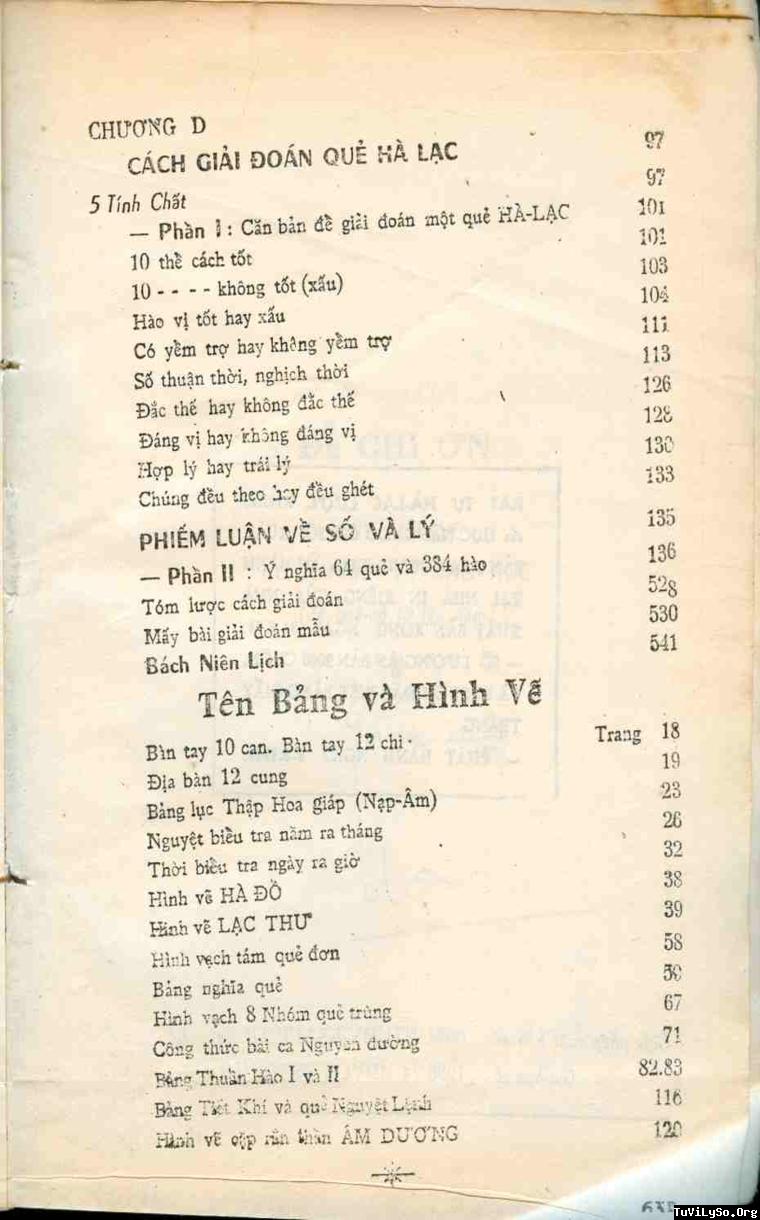 CHƯƠNG D
CÁCH GIẢI ĐOÁN QUẺ HÀ LẠC 97
5 Tính Chất 97
— Phần I : Căn bản để giải đoán một quẻ HÀ-LẠC 101
10 thể cách tốt 101
10 - - - - không tốt (xấu) 103
Hào vị tốt hay xấu 104
Có yểm trợ hay không yểm trợ 111
Số thuận thời, nghịch thời 113
Đắc thế hay không đắc thế 126
Đáng vị hay không đáng vị 128
Hợp lý hay trái lý 130
Chúng đều theo hay đều ghét 133
PHIẾM LUẬN VỀ SỐ VÀ LÝ 135
— Phần II : Ý nghĩa 64 quẻ và 384 hào 136
Tóm lược cách giải đoán 528
Mấy bài giải đoán mẫu 530
Bách Niên Lịch 541
Tên Bảng và Hình Vẽ
Bàn tay 10 can. Bàn tay 12 chi. Trang 18
Địa bàn 12 cung 19
Bảng lục Thập Hoa giáp (Nạp-Âm) 23
Nguyệt biểu tra năm ra tháng 26
Thời biểu tra ngày ra giờ 32
Hình vẽ HÀ ĐỒ 38
Hình vẽ LẠC THƯ 39
Hình vạch tám quẻ đơn 58
Bảng nghĩa quẻ 59
Hình vạch 8 Nhóm quẻ trùng 67
Công thức bài ca Nguyên đường 71
Bảng Thuần Hào I và II 82.83
Bảng Tiết Khí và quẻ Nguyệt Lệnh 116
Hình vẽ cặp rắn thần ÂM DƯƠNG 120
TuViLySo.Org